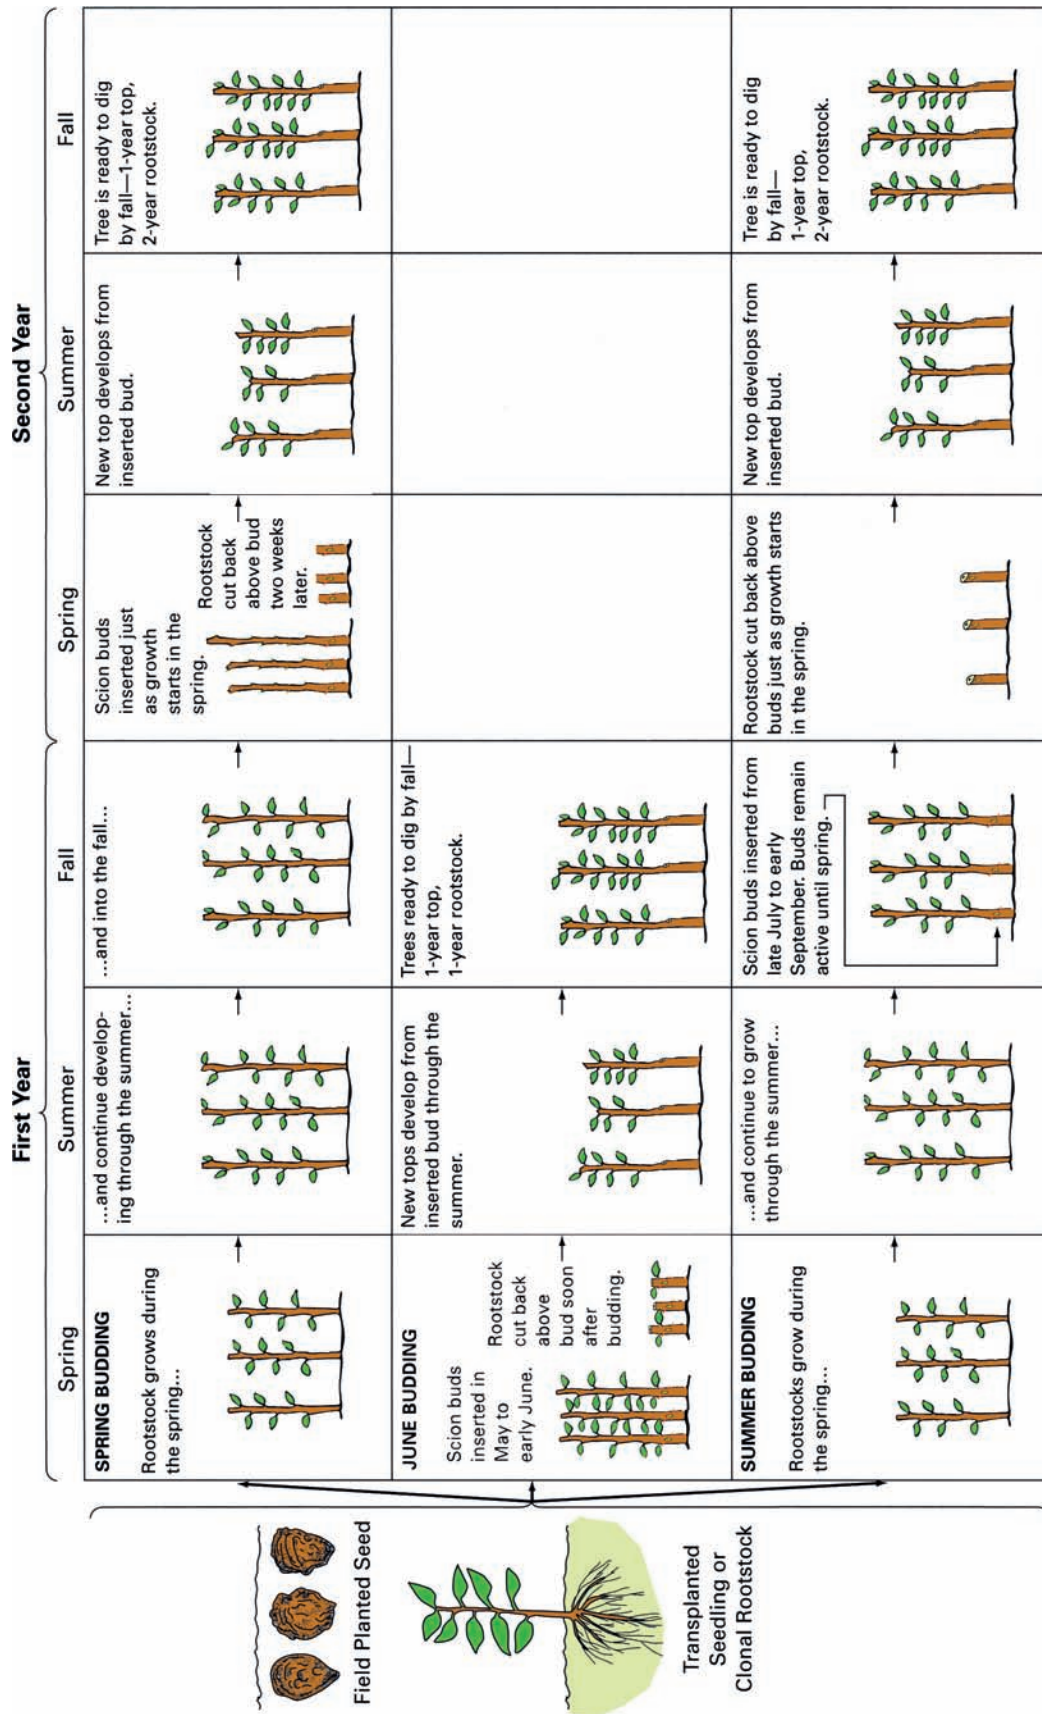 First Year
Second Year
Spring
Summer
Fall
Spring
Summer
Fall
Field Planted Seed
Transplanted
Seedling or
Clonal Rootstock
SPRING BUDDING
Rootstock grows during
the spring…
…and continue develop-
ing through the summer…
…and into the fall…
Scion buds
inserted just
as growth
starts in the
spring.
Rootstock
cut back
above bud
two weeks
later.
New top develops from
inserted bud.
Tree is ready to dig
by fall—1-year top,
2-year rootstock.
JUNE BUDDING
Scion buds
inserted in
May to
early June.
Rootstock
cut back
above
bud soon
after
budding.
New tops develop from
inserted bud through the
summer.
Trees ready to dig by fall—
1-year top,
1-year rootstock.
SUMMER BUDDING
Rootstocks grow during
the spring…
…and continue to grow
through the summer…
Scion buds inserted from
late July to early
September. Buds remain
active until spring.
Rootstock cut back above
buds just as growth starts
in the spring.
New top develops from
inserted bud.
Tree is ready to dig
by fall—
1-year top,
2-year rootstock.